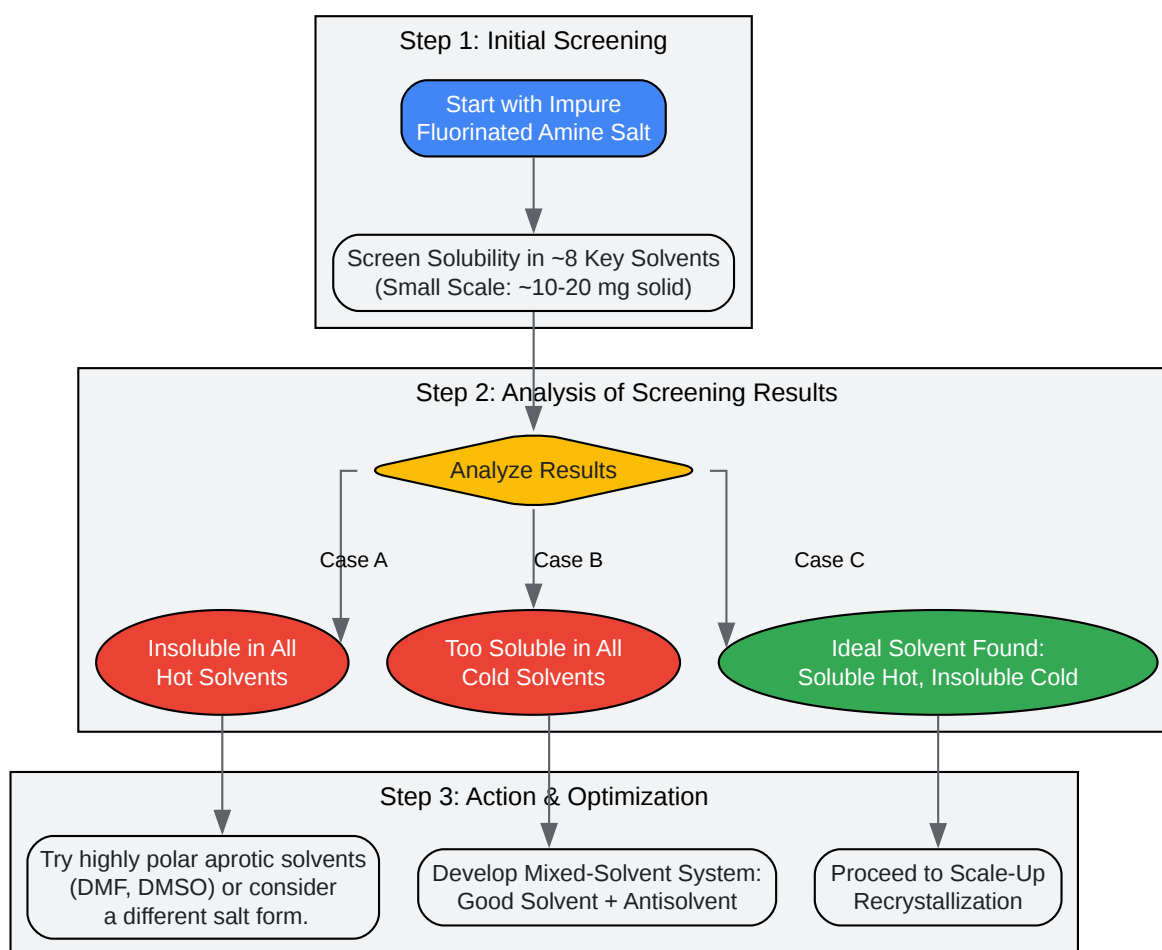 Step 1: Initial Screening
Start with Impure
Fluorinated Amine Salt
Screen Solubility in ~8 Key Solvents
(Small Scale: ~10-20 mg solid)
Step 2: Analysis of Screening Results
Analyze Results
Case A
Case B
Case C
Insoluble in All
Hot Solvents
Too Soluble in All
Cold Solvents
Ideal Solvent Found:
Soluble Hot, Insoluble Cold
Step 3: Action & Optimization
Try highly polar aprotic solvents
(DMF, DMSO) or consider
a different salt form.
Develop Mixed-Solvent System:
Good Solvent + Antisolvent
Proceed to Scale-Up
Recrystallization